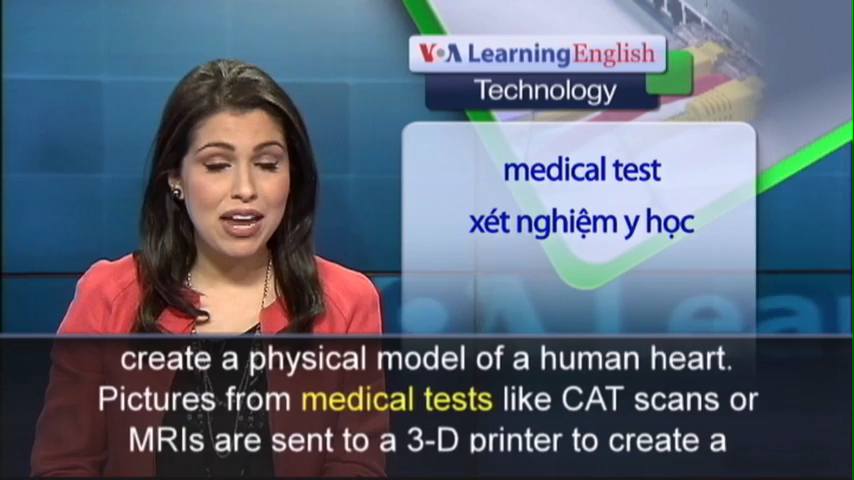 VOA Learning English
Technology
medical test
xét nghiệm y học
create a physical model of a human heart.
Pictures from medical tests like CAT scans or
MRIs are sent to a 3-D printer to create a